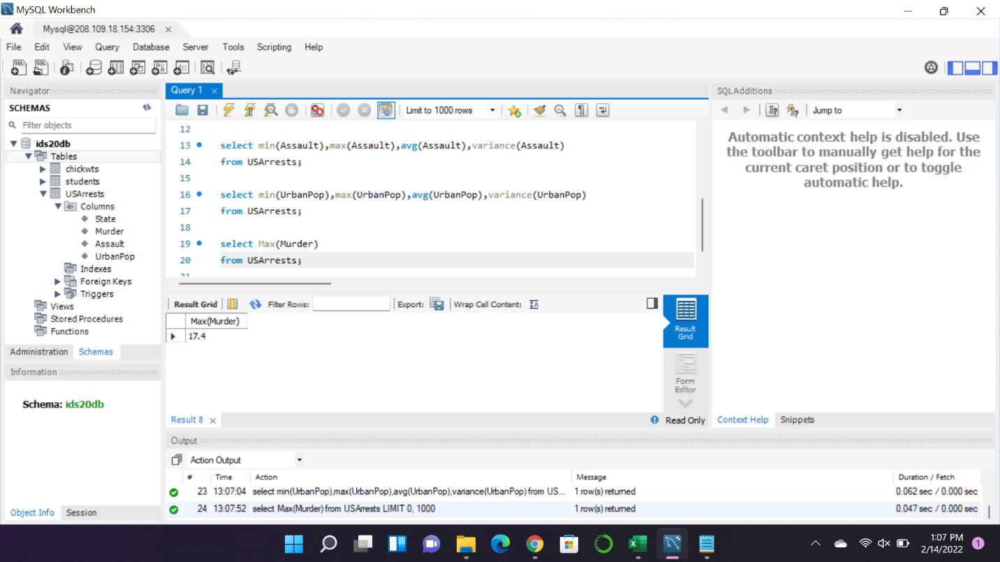 MySQL Workbench
Mysql@208.109.18.154:3306
File Edit View Query Database Server Tools Scripting Help
Navigator
SCHEMAS
Filter objects
ids20db
Tables
chickwts
students
USArrests
Columns
State
Murder
Assault
UrbanPop
Indexes
Foreign Keys
Triggers
Views
Stored Procedures
Functions
Administration Schemas
Information
Schema: ids20db
Object Info Session
Query 1
Limit to 1000 rows
12
13 select min(Assault),max(Assault),avg(Assault),variance(Assault)
14 from USArrests;
15
16 select min(UrbanPop),max(UrbanPop),avg(UrbanPop),variance(UrbanPop)
17 from USArrests;
18
19 select Max(Murder)
20 from USArrests;
21
Result Grid Filter Rows: Export: Wrap Cell Content:
Max(Murder)
17.4
Result Grid
Form Editor
Result 8 Read Only
SQLAdditions
Jump to
Automatic context help is disabled. Use
the toolbar to manually get help for the
current caret position or to toggle
automatic help.
Context Help Snippets
Output
Action Output
# Time Action Message Duration / Fetch
23 13:07:04 select min(UrbanPop),max(UrbanPop),avg(UrbanPop),variance(UrbanPop) from US... 1 row(s) returned 0.062 sec / 0.000 sec
24 13:07:52 select Max(Murder) from USArrests LIMIT 0, 1000 1 row(s) returned 0.047 sec / 0.000 sec
1:07 PM
2/14/2022
1